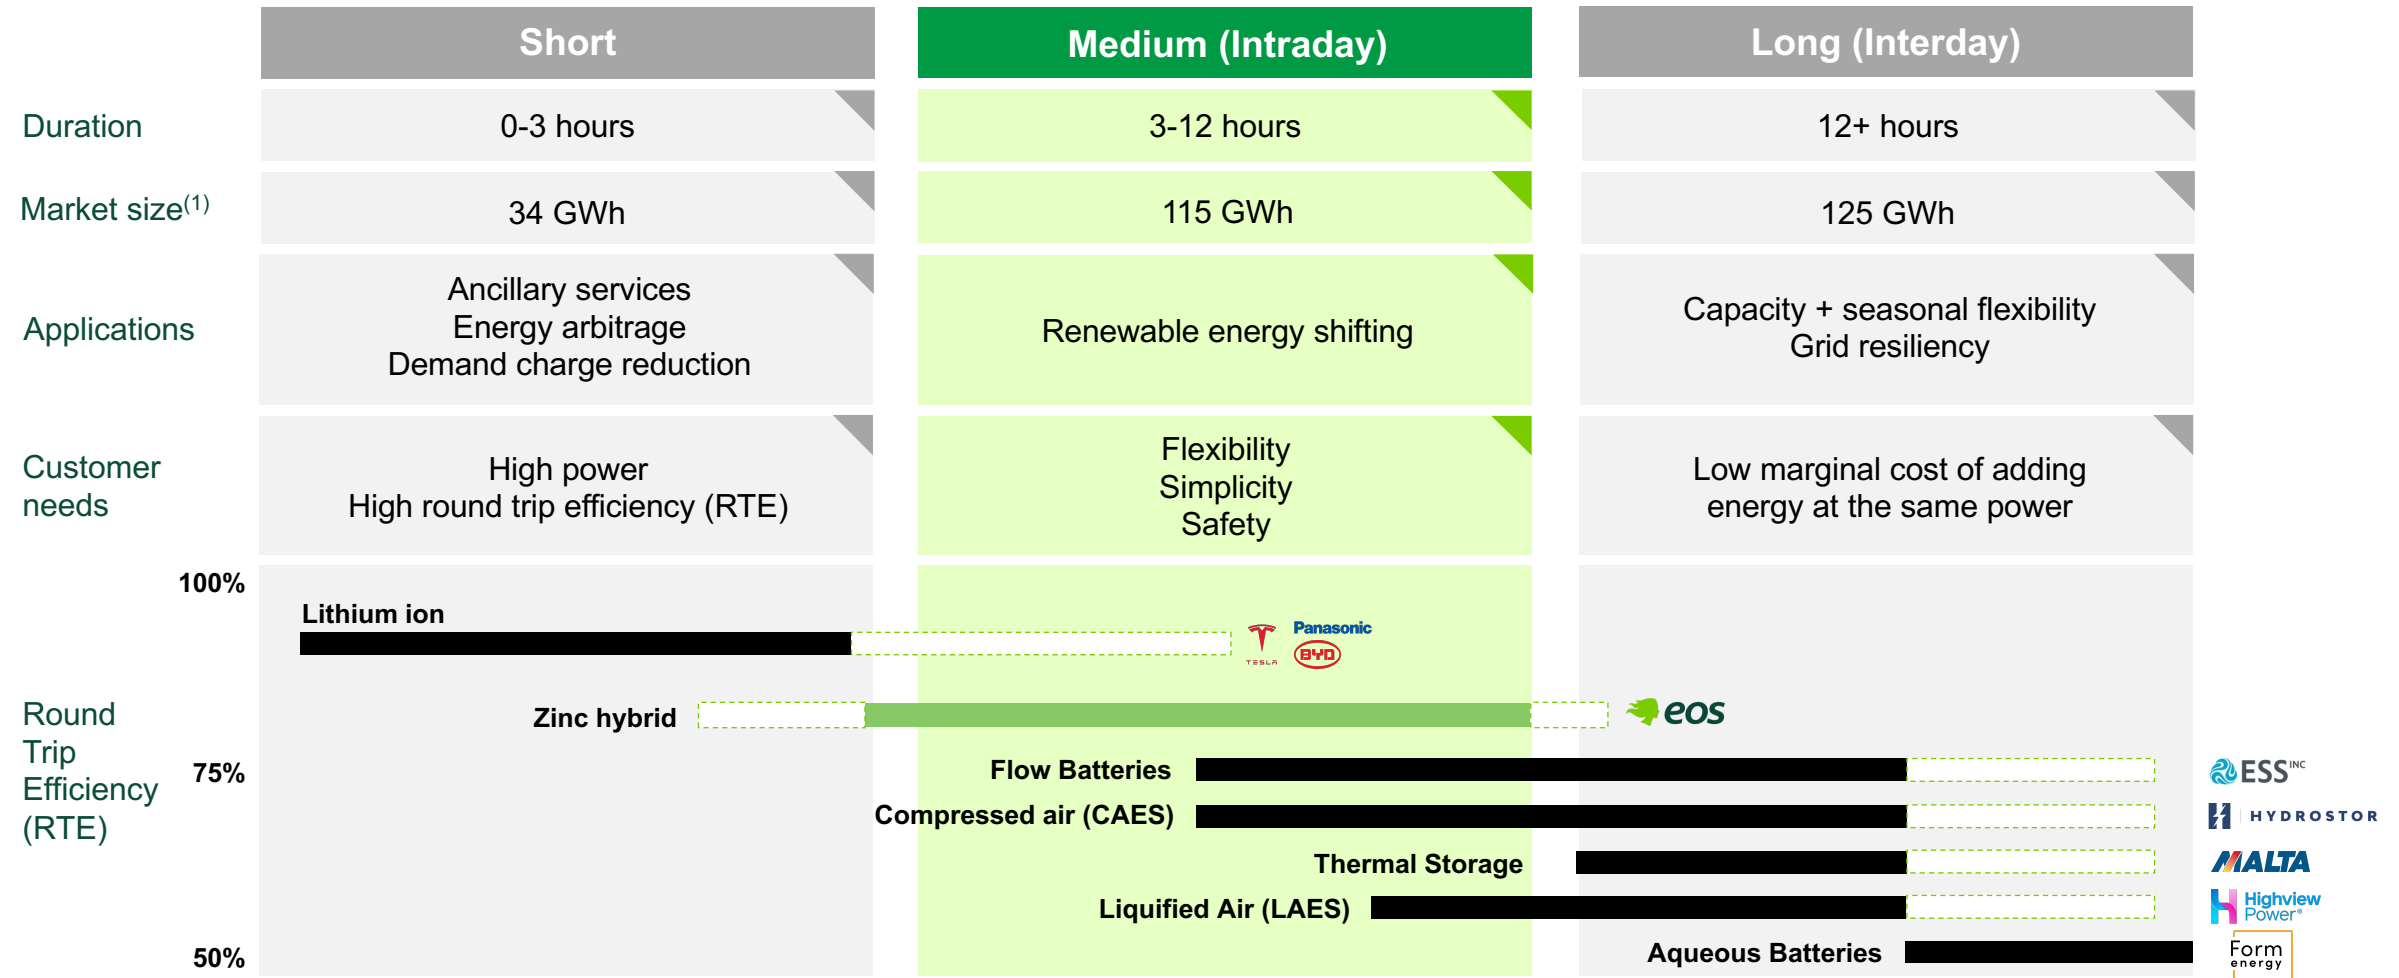 Short
Medium (Intraday)
Long (Interday)
Duration
0-3 hours
3-12 hours
12+ hours
Market size(1)
34 GWh
115 GWh
125 GWh
Applications
Ancillary services
Energy arbitrage
Demand charge reduction
Renewable energy shifting
Capacity + seasonal flexibility
Grid resiliency
Customer
needs
High power
High round trip efficiency (RTE)
Flexibility
Simplicity
Safety
Low marginal cost of adding
energy at the same power
Round
Trip
Efficiency
(RTE)
100%
75%
50%
Lithium ion
TESLA
Panasonic
BYD
Zinc hybrid
eos
Flow Batteries
ESS INC
Compressed air (CAES)
HYDROSTOR
Thermal Storage
MALTA
Liquified Air (LAES)
Highview
Power®
Aqueous Batteries
Form
energy